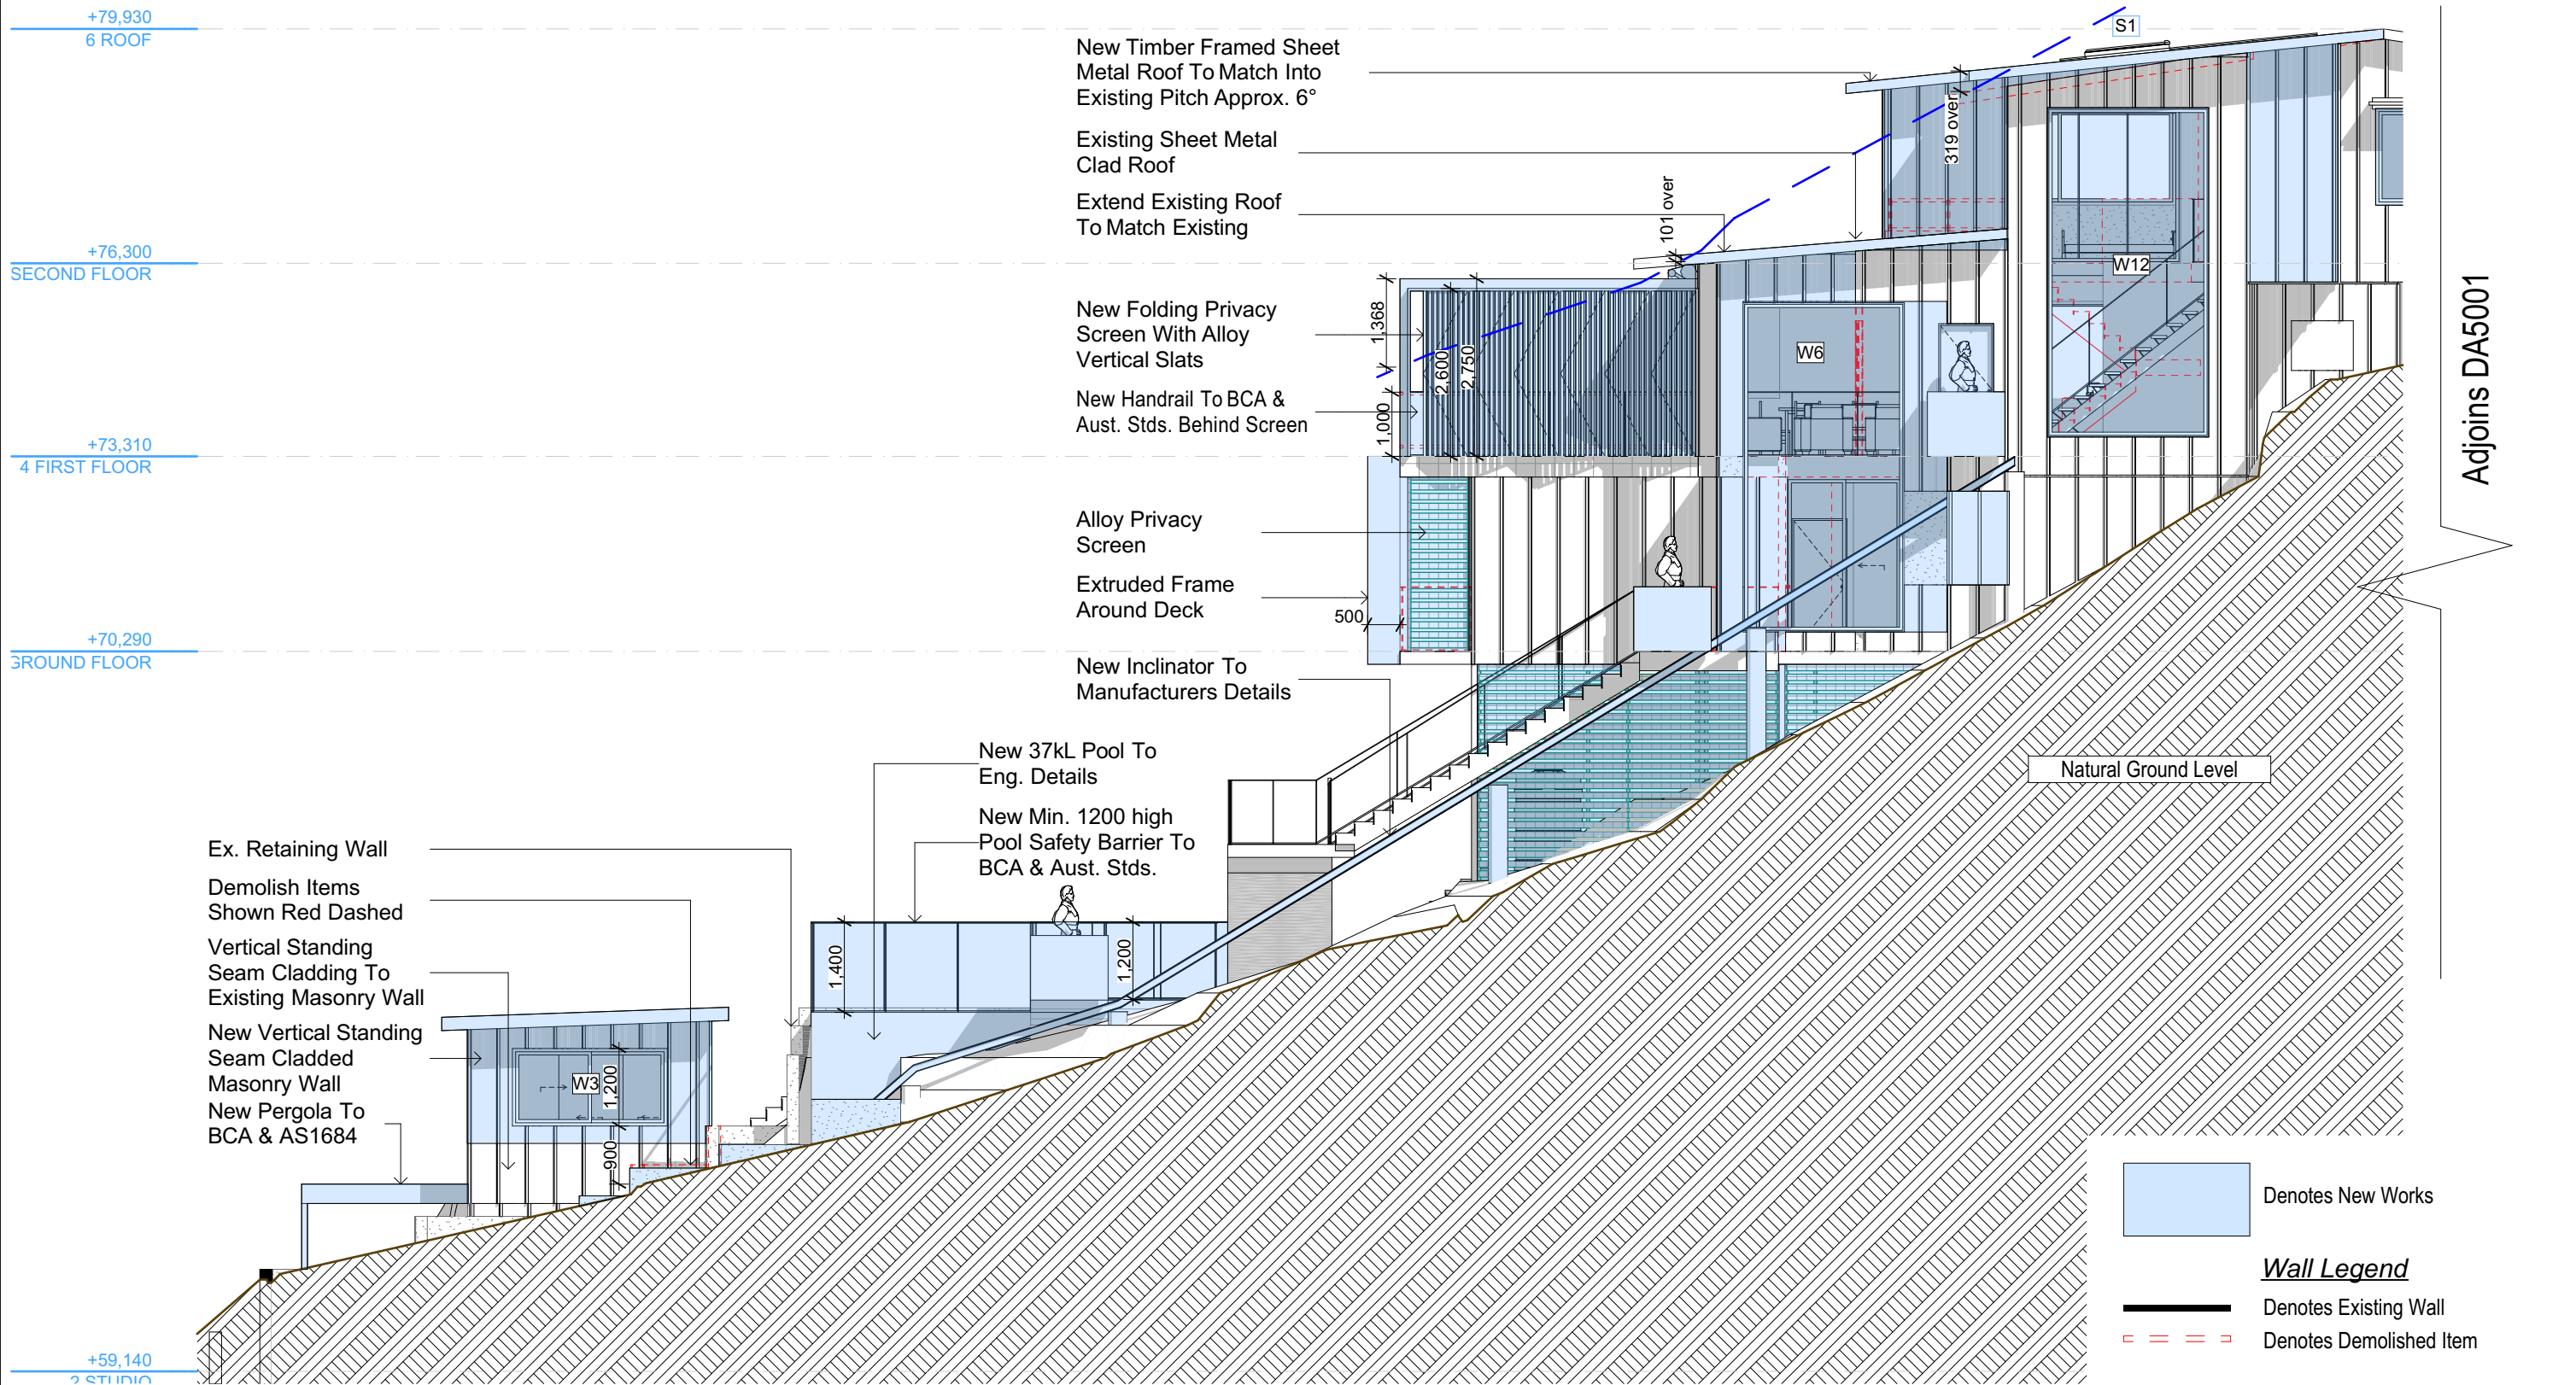 +79,930
6 ROOF
+76,300
SECOND FLOOR
+73,310
4 FIRST FLOOR
+70,290
GROUND FLOOR
+59,140
2 STUDIO
New Timber Framed Sheet
Metal Roof To Match Into
Existing Pitch Approx. 6°
Existing Sheet Metal
Clad Roof
Extend Existing Roof
To Match Existing
New Folding Privacy
Screen With Alloy
Vertical Slats
New Handrail To BCA &
Aust. Stds. Behind Screen
Alloy Privacy
Screen
Extruded Frame
Around Deck
New Inclinator To
Manufacturers Details
New 37kL Pool To
Eng. Details
New Min. 1200 high
Pool Safety Barrier To
BCA & Aust. Stds.
Ex. Retaining Wall
Demolish Items
Shown Red Dashed
Vertical Standing
Seam Cladding To
Existing Masonry Wall
New Vertical Standing
Seam Cladded
Masonry Wall
New Pergola To
BCA & AS1684
S1
319 over
101 over
1,368
2,600
2,750
1,000
500
W6
W12
1,400
1,200
W3
1,200
900
Natural Ground Level
Adjoins DA5001
Denotes New Works
Wall Legend
Denotes Existing Wall
Denotes Demolished Item